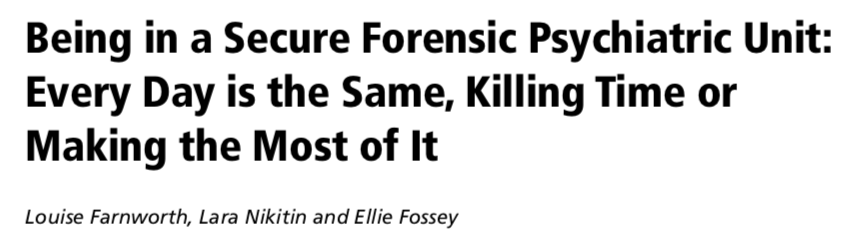 Being in a Secure Forensic Psychiatric Unit:
Every Day is the Same, Killing Time or
Making the Most of It
Louise Farnworth, Lara Nikitin and Ellie Fossey